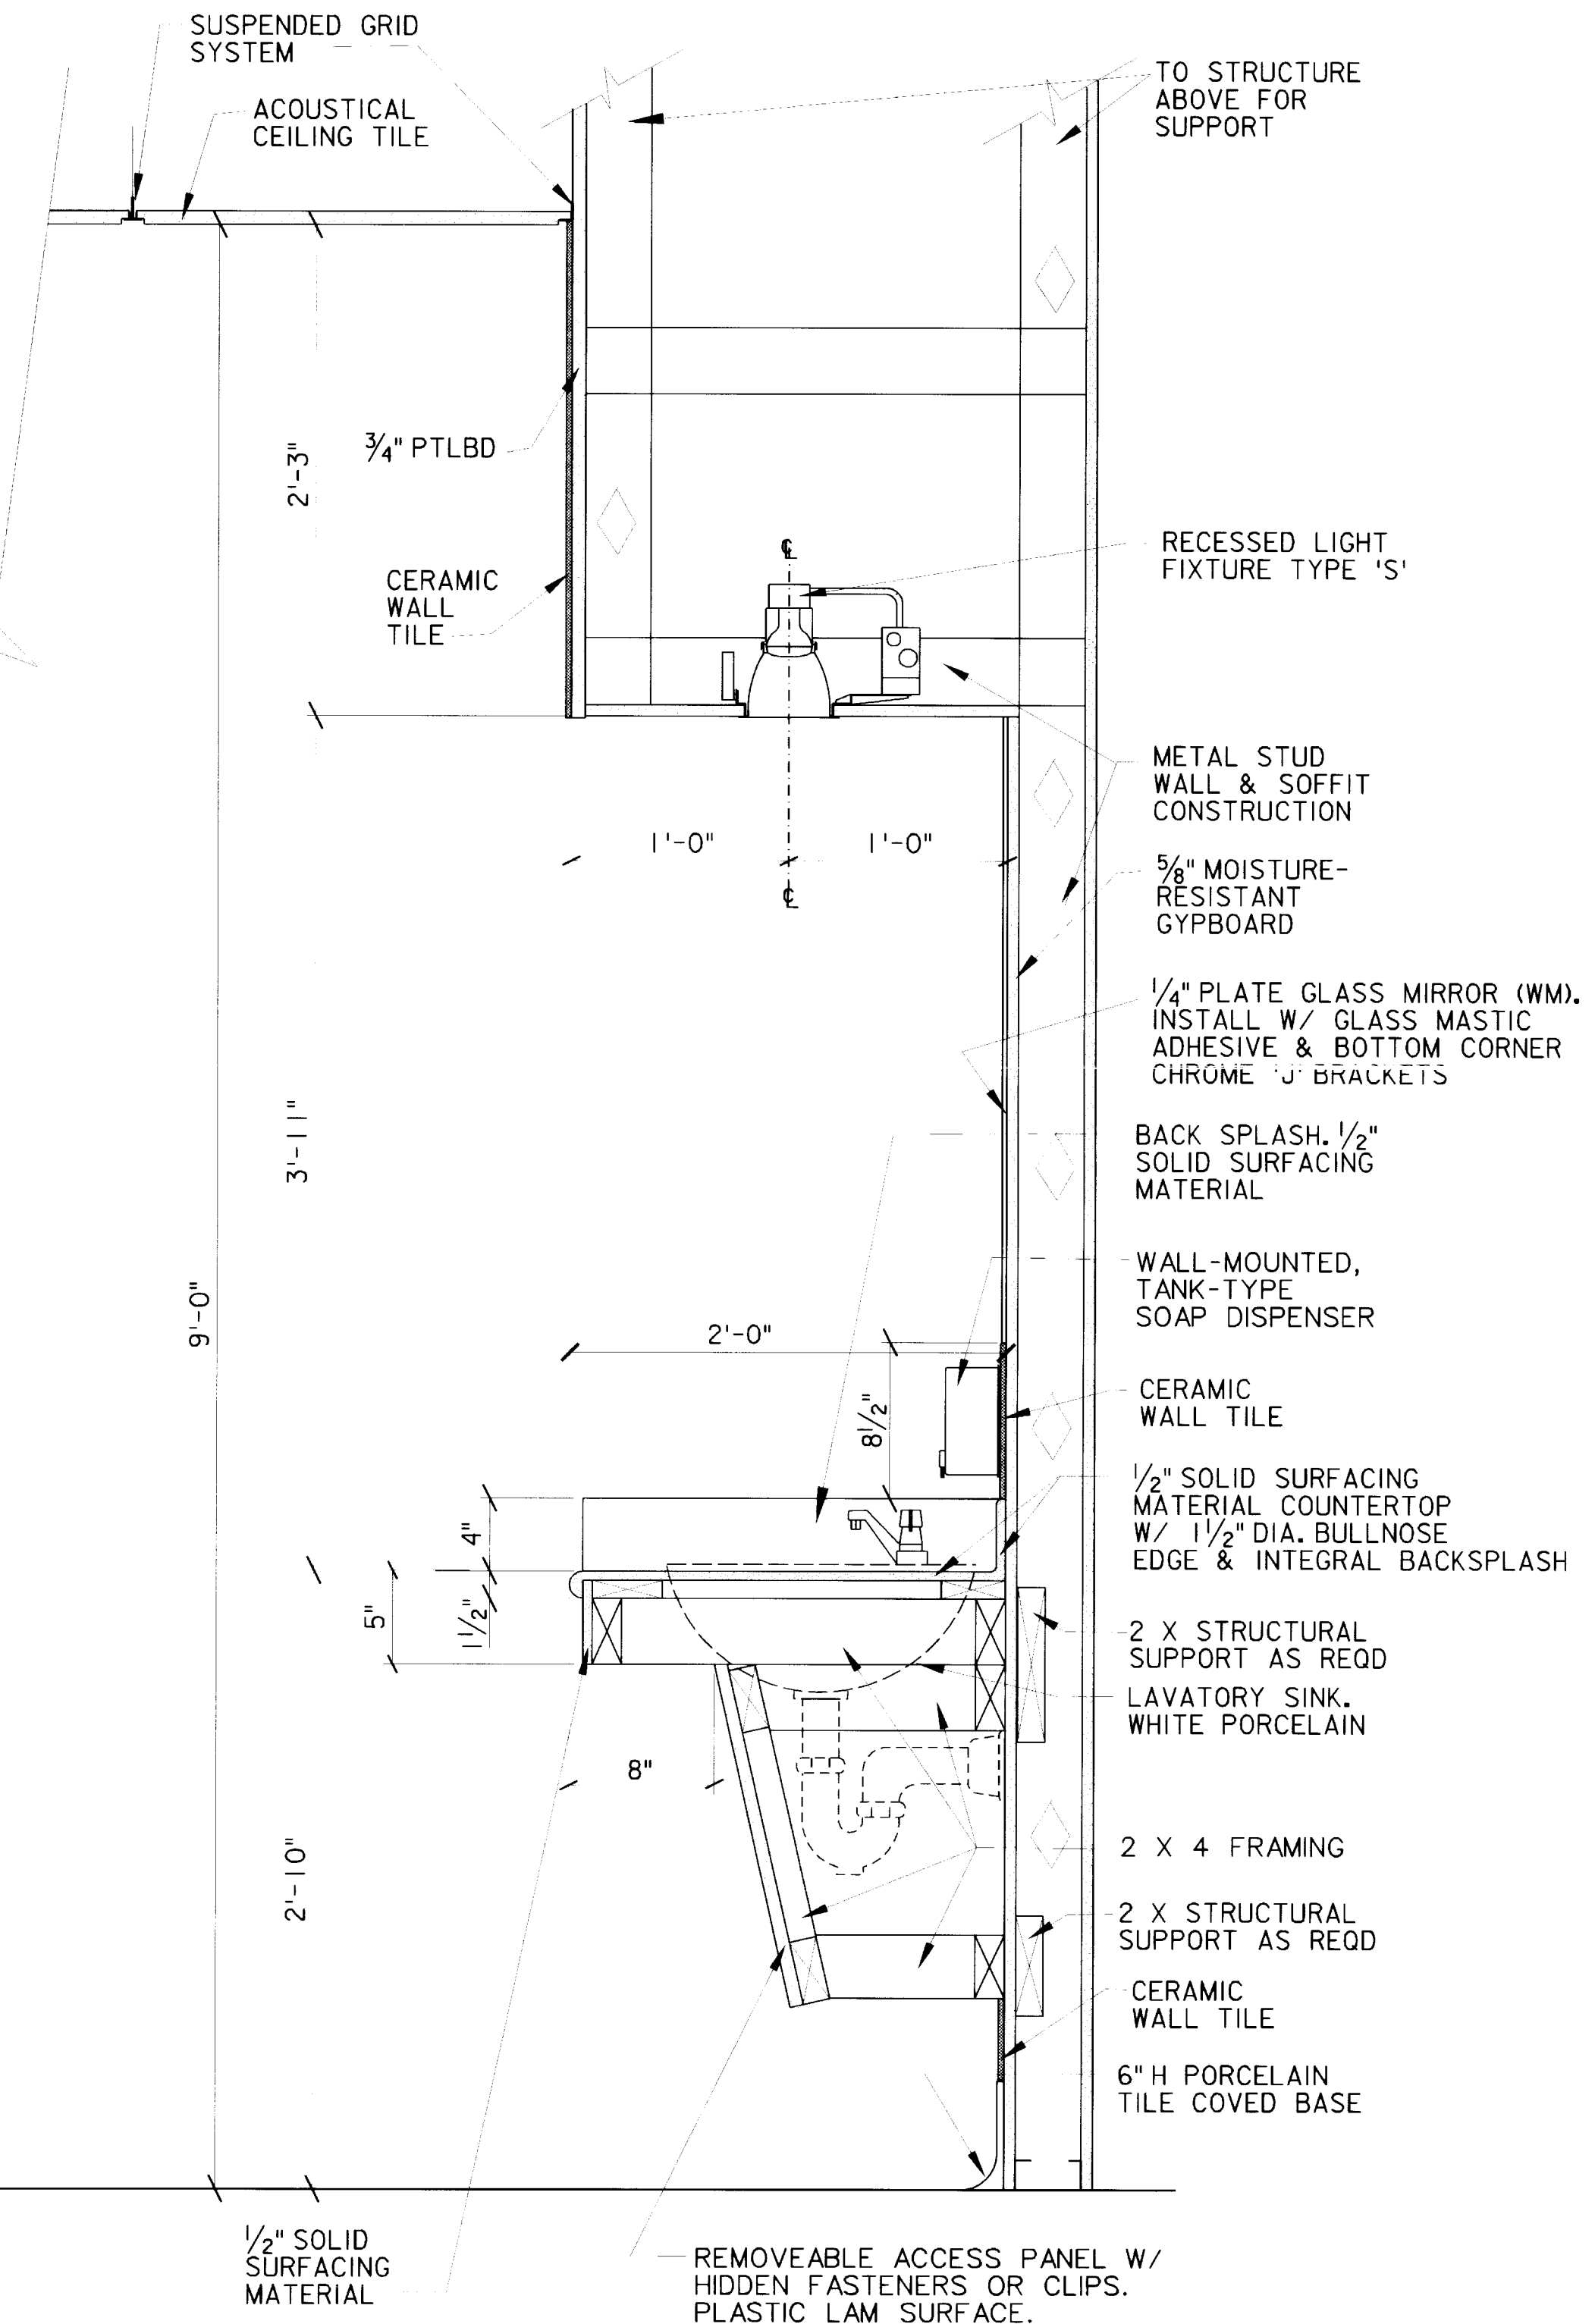 SUSPENDED GRID
SYSTEM
ACOUSTICAL
CEILING TILE
TO STRUCTURE
ABOVE FOR
SUPPORT
2'-3"
3/4" PTLBD
CERAMIC
WALL
TILE
RECESSED LIGHT
FIXTURE TYPE 'S'
℄
METAL STUD
WALL & SOFFIT
CONSTRUCTION
1'-0"
1'-0"
℄
5/8" MOISTURE-
RESISTANT
GYPBOARD
1/4" PLATE GLASS MIRROR (WM).
INSTALL W/ GLASS MASTIC
ADHESIVE & BOTTOM CORNER
CHROME 'J' BRACKETS
3'-11"
BACK SPLASH. 1/2"
SOLID SURFACING
MATERIAL
9'-0"
WALL-MOUNTED,
TANK-TYPE
SOAP DISPENSER
2'-0"
8 1/2"
CERAMIC
WALL TILE
1/2" SOLID SURFACING
MATERIAL COUNTERTOP
W/ 1 1/2" DIA. BULLNOSE
EDGE & INTEGRAL BACKSPLASH
4"
5"
1 1/2"
2 X STRUCTURAL
SUPPORT AS REQD
LAVATORY SINK.
WHITE PORCELAIN
8"
2'-10"
2 X 4 FRAMING
2 X STRUCTURAL
SUPPORT AS REQD
CERAMIC
WALL TILE
6" H PORCELAIN
TILE COVED BASE
1/2" SOLID
SURFACING
MATERIAL
REMOVEABLE ACCESS PANEL W/
HIDDEN FASTENERS OR CLIPS.
PLASTIC LAM SURFACE.